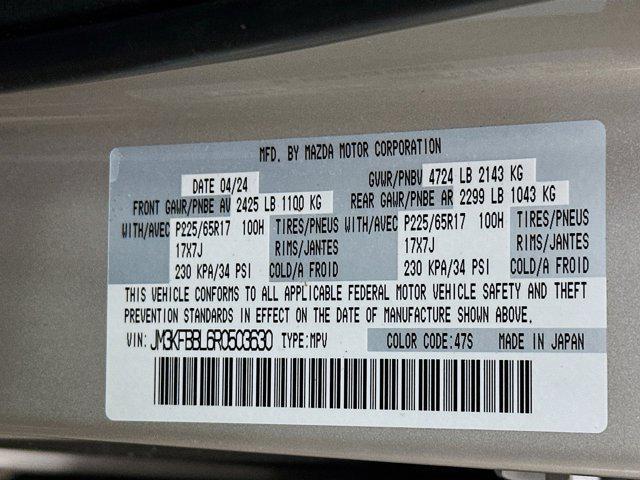 MFD. BY MAZDA MOTOR CORPORATION
DATE 04/24 GVWR/PNBV 4724 LB 2143 KG
FRONT GAWR/PNBE AV 2425 LB 1100 KG REAR GAWR/PNBE AR 2299 LB 1043 KG
WITH/AVEC P225/65R17 100H TIRES/PNEUS WITH/AVEC P225/65R17 100H TIRES/PNEUS
17X7J RIMS/JANTES 17X7J RIMS/JANTES
230 KPA/34 PSI COLD/A FROID 230 KPA/34 PSI COLD/A FROID
THIS VEHICLE CONFORMS TO ALL APPLICABLE FEDERAL MOTOR VEHICLE SAFETY AND THEFT
PREVENTION STANDARDS IN EFFECT ON THE DATE OF MANUFACTURE SHOWN ABOVE.
VIN: JM3KFBBL6R0503630 TYPE:MPV COLOR CODE:47S MADE IN JAPAN